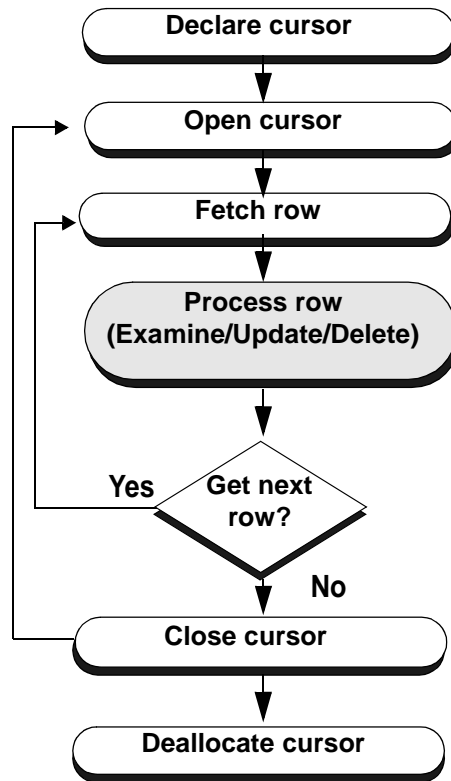 Declare cursor
Open cursor
Fetch row
Process row
(Examine/Update/Delete)
Yes
Get next
row?
No
Close cursor
Deallocate cursor